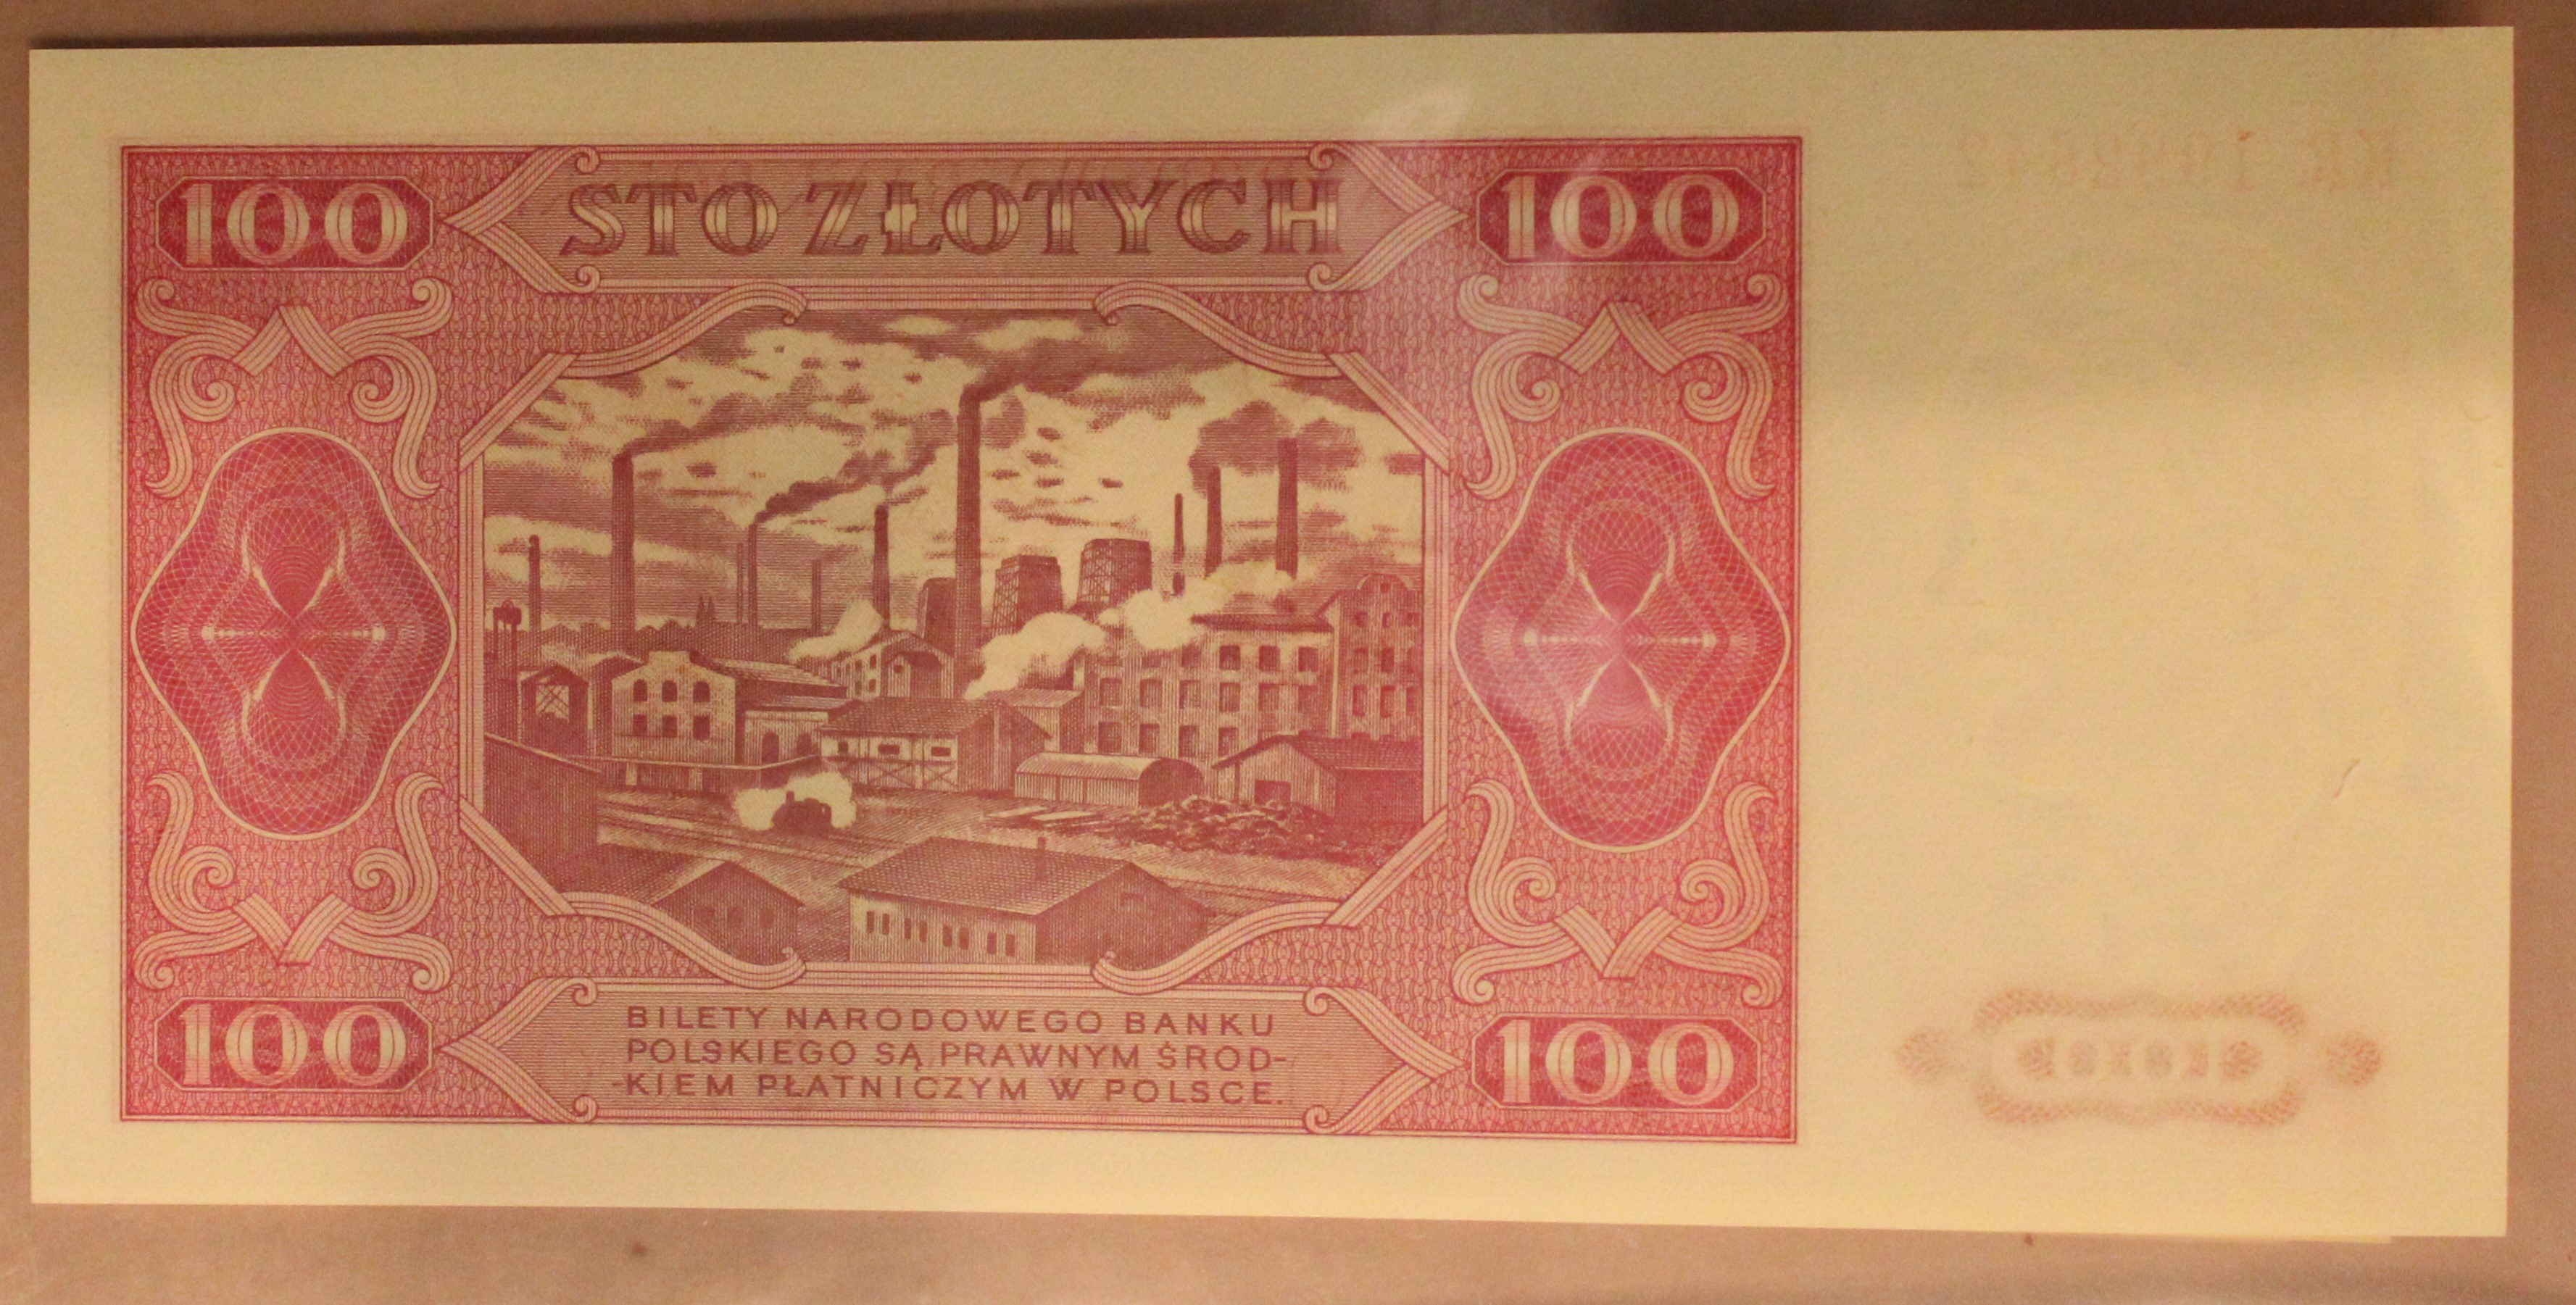 100 STO ZŁOTYCH 100
BILETY NARODOWEGO BANKU
POLSKIEGO SĄ PRAWNYM ŚROD-
-KIEM PŁATNICZYM W POLSCE.
100 100